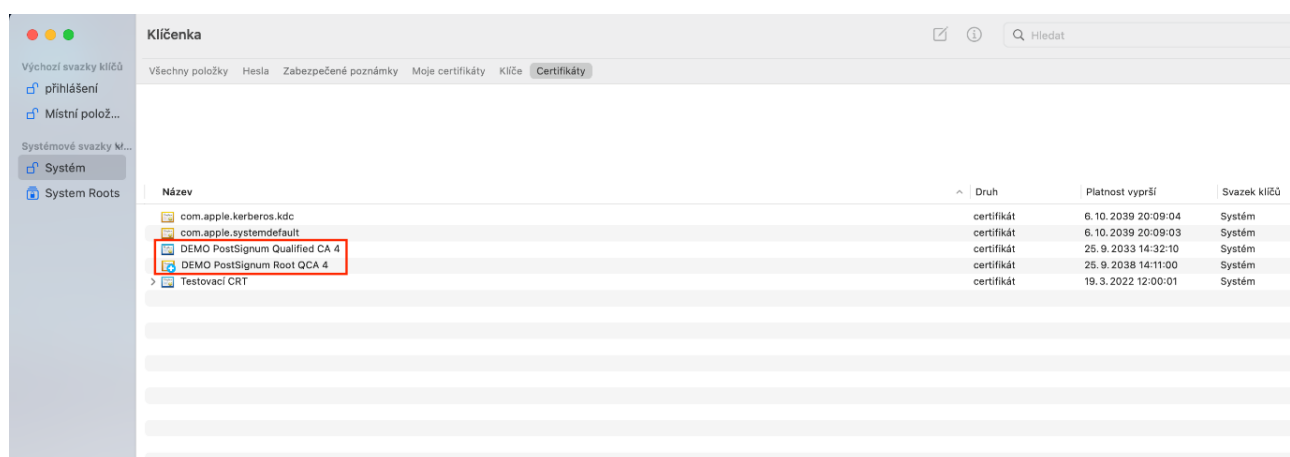 Klíčenka
Hledat
Výchozí svazky klíčů
přihlášení
Místní polož...
Systémové svazky kl...
Systém
System Roots
Všechny položky Hesla Zabezpečené poznámky Moje certifikáty Klíče Certifikáty
Název Druh Platnost vyprší Svazek klíčů
com.apple.kerberos.kdc certifikát 6. 10. 2039 20:09:04 Systém
com.apple.systemdefault certifikát 6. 10. 2039 20:09:03 Systém
DEMO PostSignum Qualified CA 4 certifikát 25. 9. 2033 14:32:10 Systém
DEMO PostSignum Root QCA 4 certifikát 25. 9. 2038 14:11:00 Systém
Testovací CRT certifikát 19. 3. 2022 12:00:01 Systém